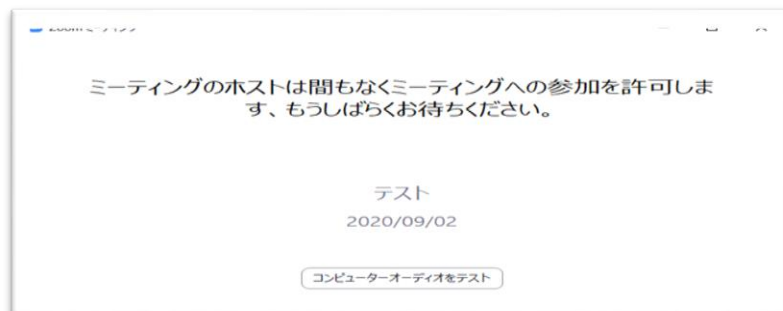 ミーティングのホストは間もなくミーティングへの参加を許可しま
す、もうしばらくお待ちください。
テスト
2020/09/02
コンピューターオーディオをテスト